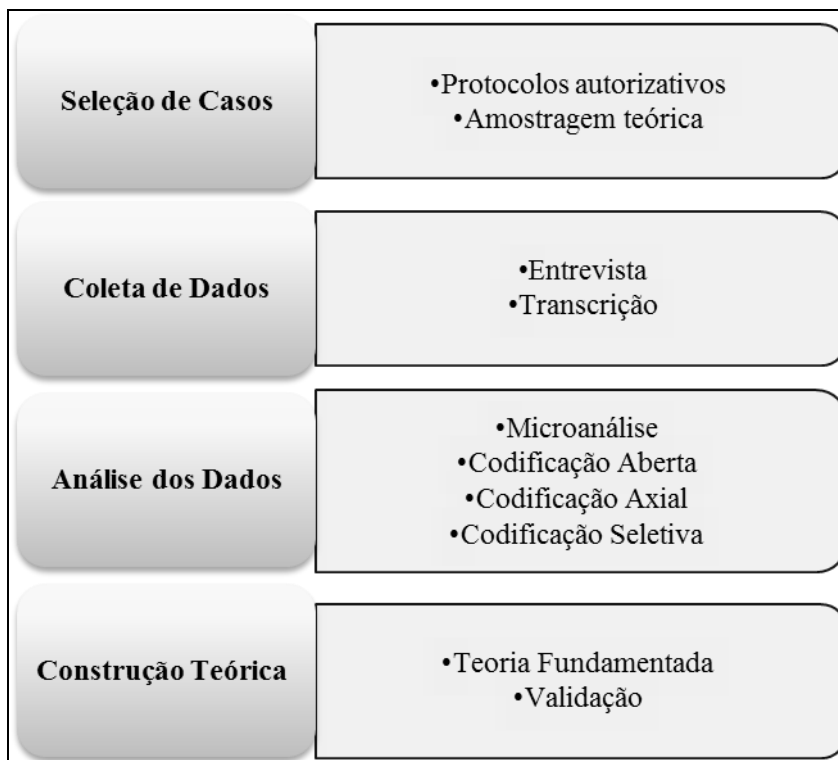 Seleção de Casos
•Protocolos autorizativos
•Amostragem teórica
Coleta de Dados
•Entrevista
•Transcrição
Análise dos Dados
•Microanálise
•Codificação Aberta
•Codificação Axial
•Codificação Seletiva
Construção Teórica
•Teoria Fundamentada
•Validação